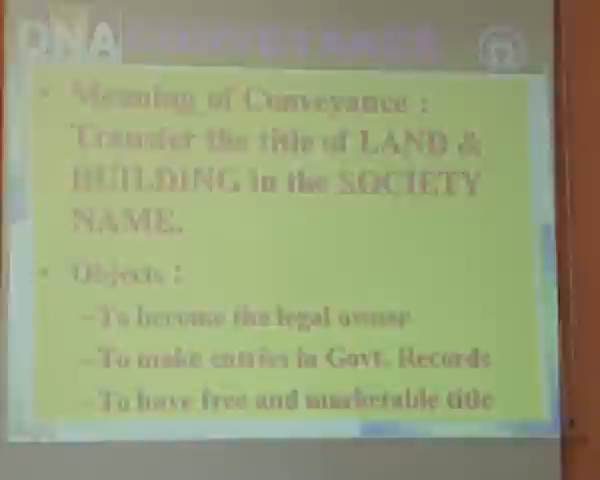 DNA CONVEYANCE
• Meaning of Conveyance :
Transfer the title of LAND &
BUILDING in the SOCIETY
NAME.
• Objects :
–To become the legal owner
–To make entries in Govt. Records
–To have free and marketable title